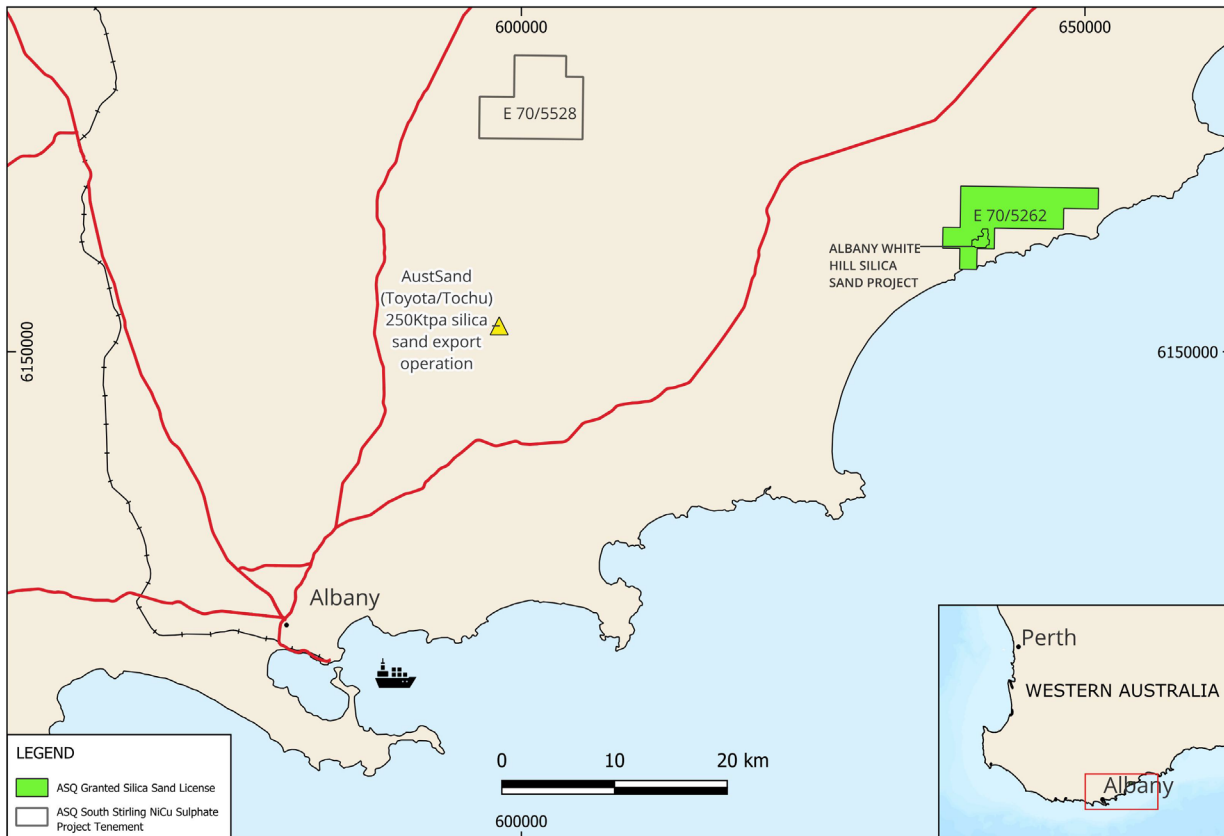 600000
650000
E 70/5528
E 70/5262
ALBANY WHITE
HILL SILICA
SAND PROJECT
AustSand
(Toyota/Tochu)
250Ktpa silica
sand export
operation
6150000
6150000
Albany
Perth
WESTERN AUSTRALIA
Albany
LEGEND
ASQ Granted Silica Sand License
ASQ South Stirling NiCu Sulphate
Project Tenement
0 10 20 km
600000